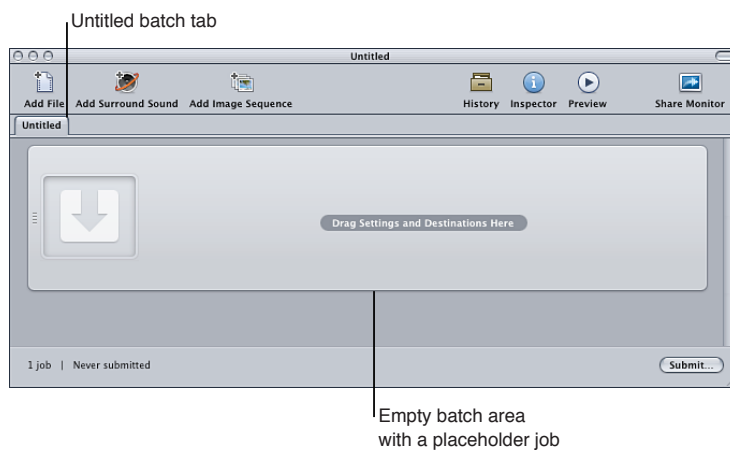 Untitled batch tab
Untitled
Add File Add Surround Sound Add Image Sequence History Inspector Preview Share Monitor
Untitled
Drag Settings and Destinations Here
1 job | Never submitted Submit...
Empty batch area
with a placeholder job